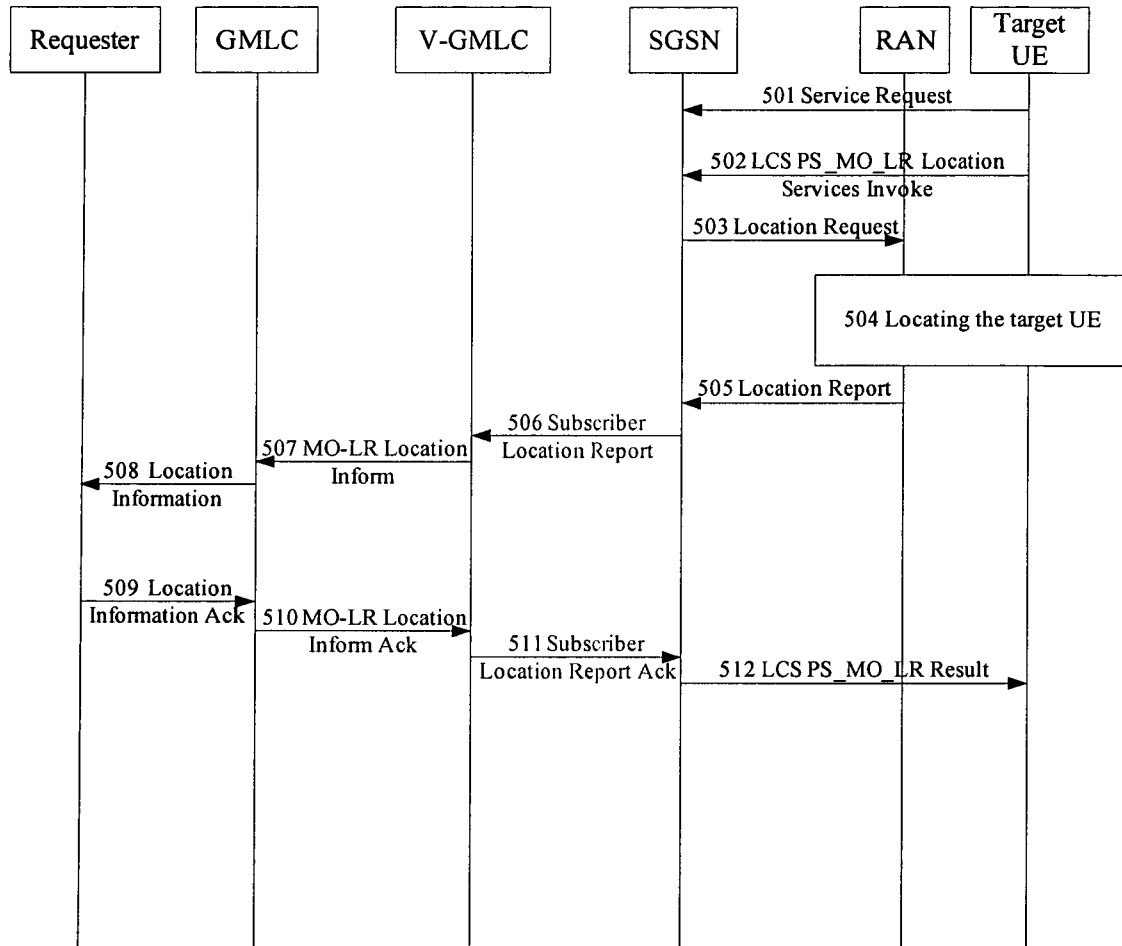 Requester
GMLC
V-GMLC
SGSN
RAN
Target
UE
501 Service Request
502 LCS PS_MO_LR Location
Services Invoke
503 Location Request
504 Locating the target UE
505 Location Report
506 Subscriber
Location Report
507 MO-LR Location
Inform
508 Location
Information
509 Location
Information Ack
510 MO-LR Location
Inform Ack
511 Subscriber
Location Report Ack
512 LCS PS_MO_LR Result